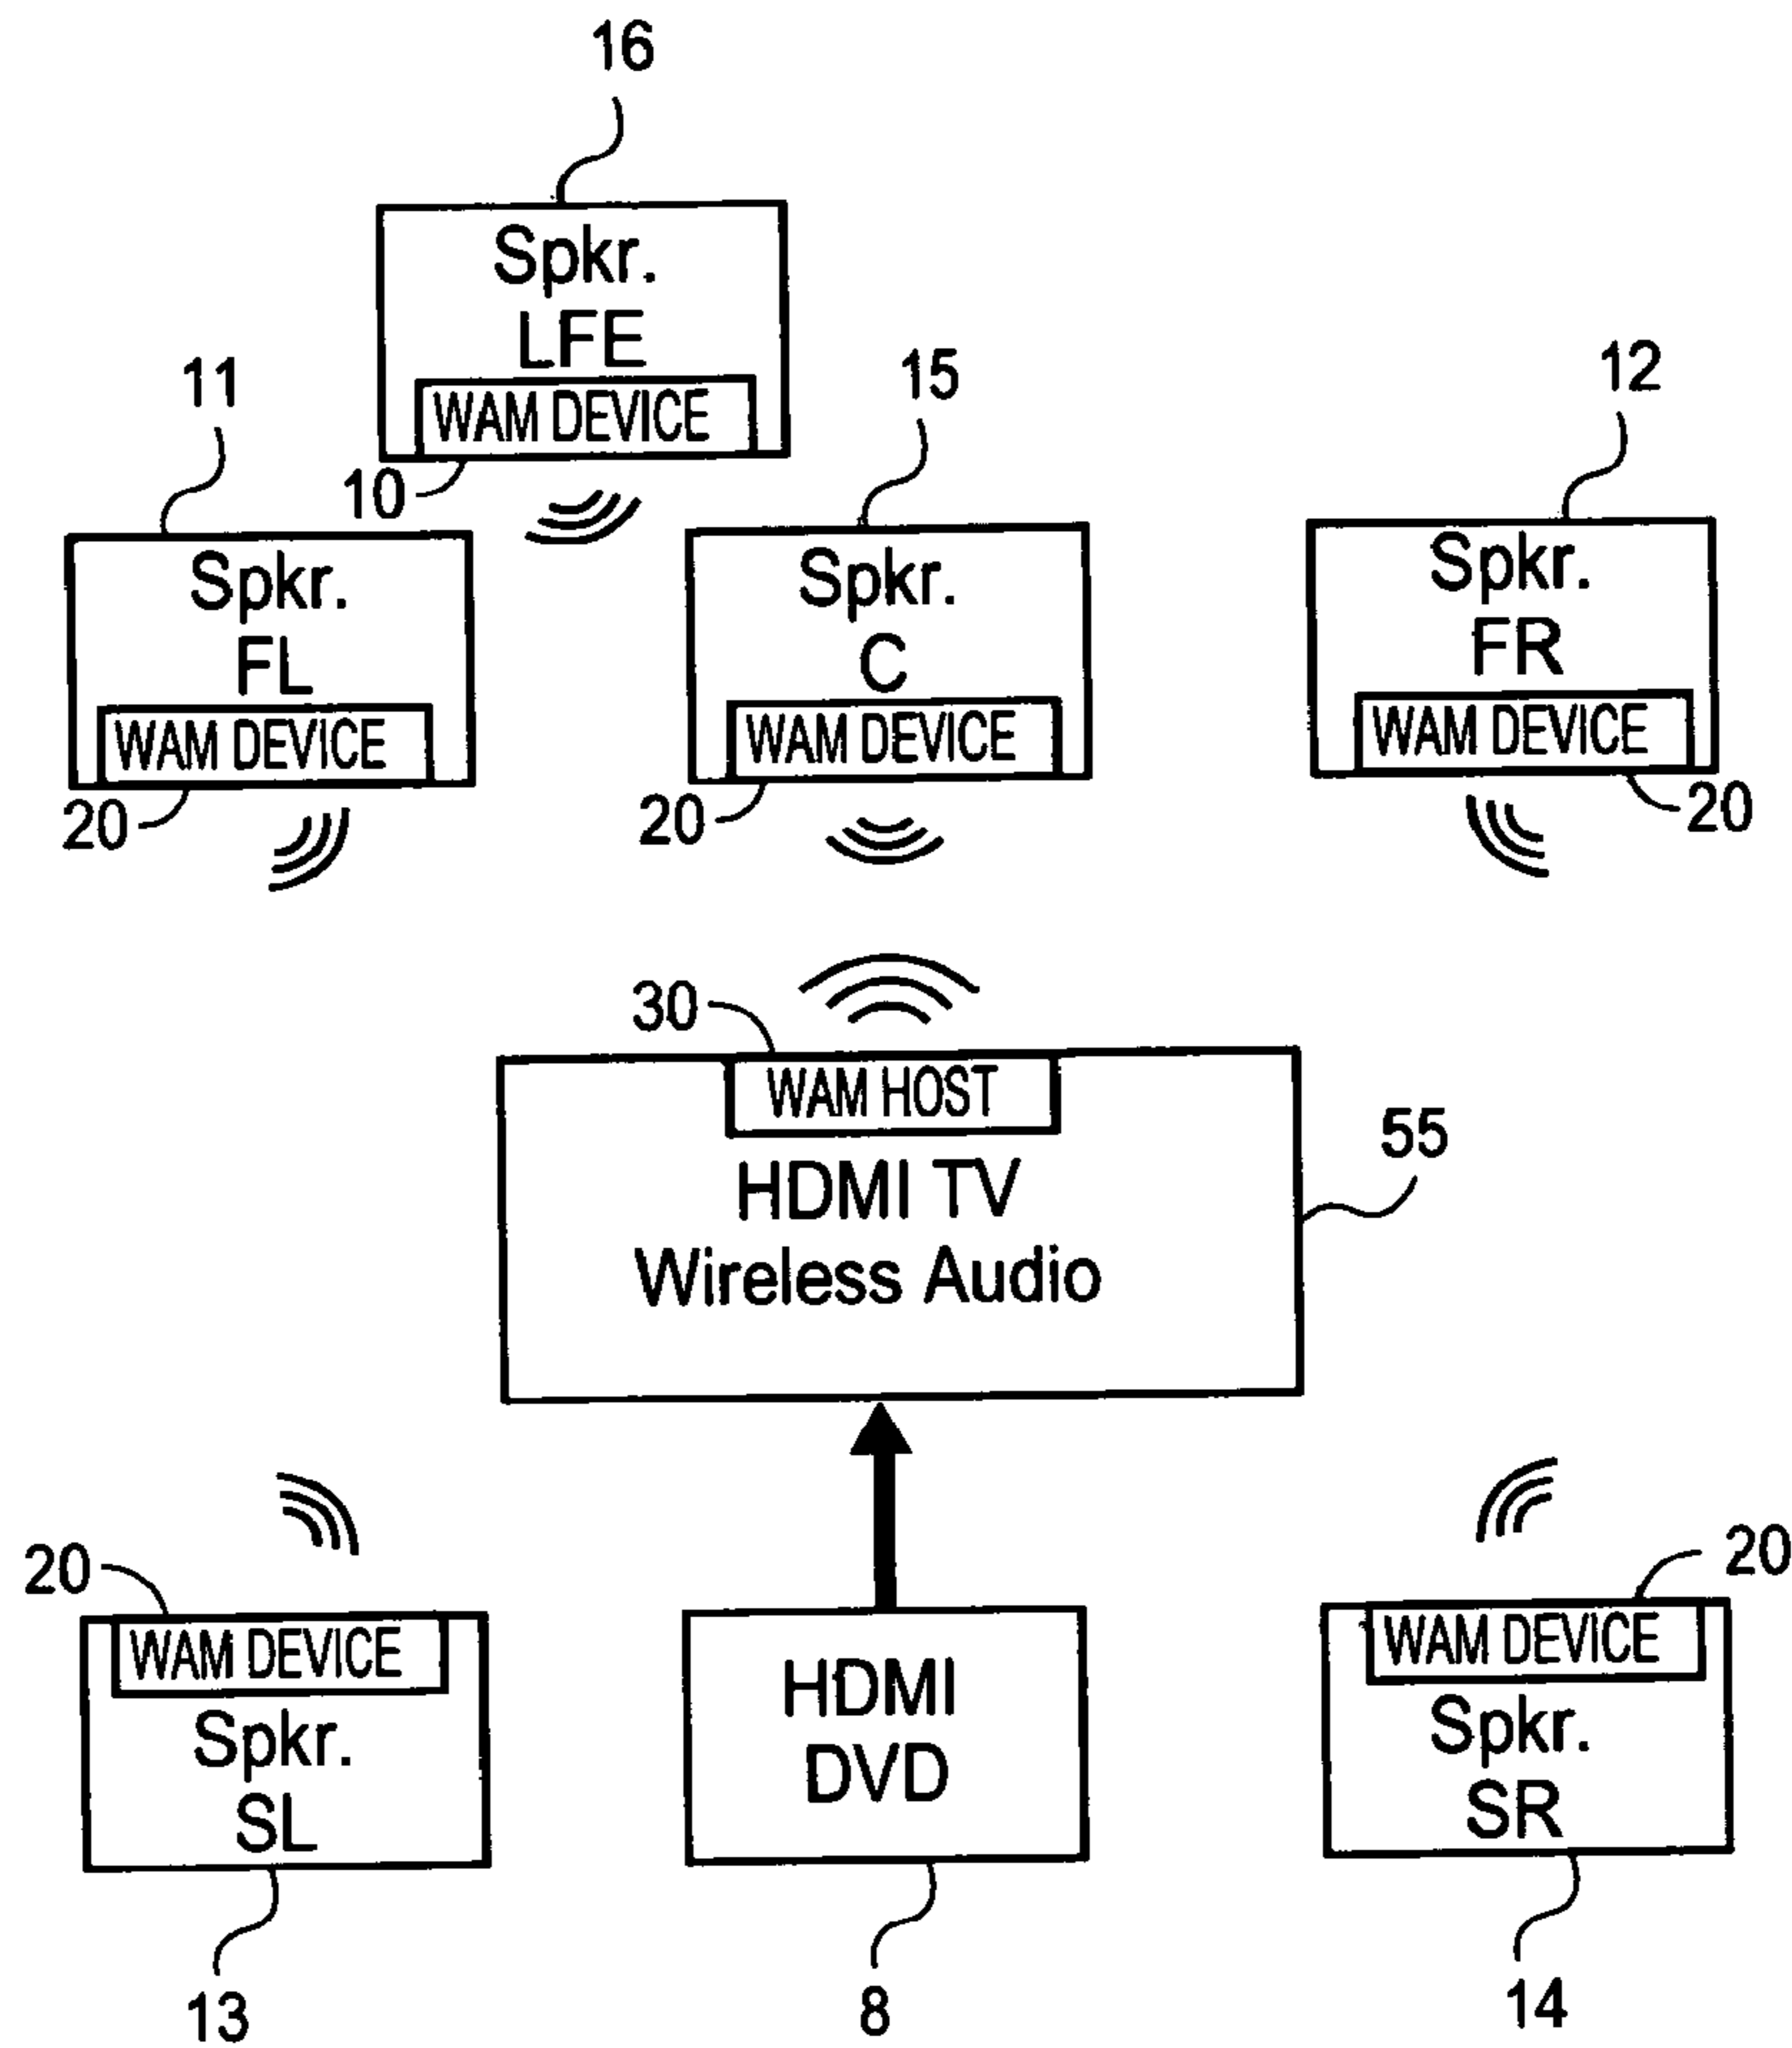 16
Spkr.
LFE
WAM DEVICE
10
11
Spkr.
FL
WAM DEVICE
20
15
Spkr.
C
WAM DEVICE
20
12
Spkr.
FR
WAM DEVICE
20
30
WAM HOST
HDMI TV
Wireless Audio
55
20
WAM DEVICE
Spkr.
SL
13
HDMI
DVD
8
20
WAM DEVICE
Spkr.
SR
14